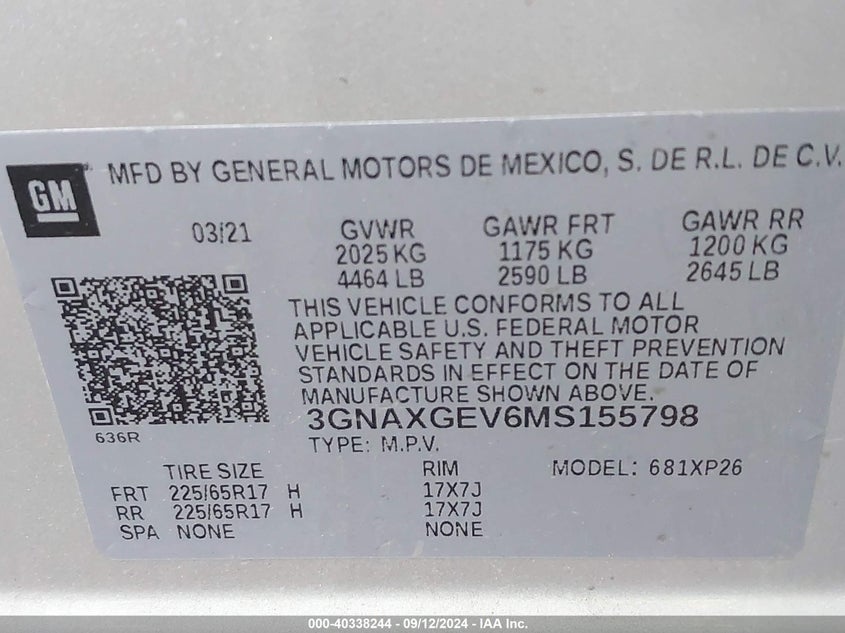 GM
MFD BY GENERAL MOTORS DE MEXICO, S. DE R.L. DE C.V.
03/21 GVWR GAWR FRT GAWR RR
2025 KG 1175 KG 1200 KG
4464 LB 2590 LB 2645 LB
THIS VEHICLE CONFORMS TO ALL
APPLICABLE U.S. FEDERAL MOTOR
VEHICLE SAFETY AND THEFT PREVENTION
STANDARDS IN EFFECT ON THE DATE OF
MANUFACTURE SHOWN ABOVE.
3GNAXGEV6MS155798
636R
TYPE: M.P.V.
TIRE SIZE RIM MODEL: 681XP26
FRT 225/65R17 H 17X7J
RR 225/65R17 H 17X7J
SPA NONE NONE
000-40338244 - 09/12/2024 - IAA Inc.